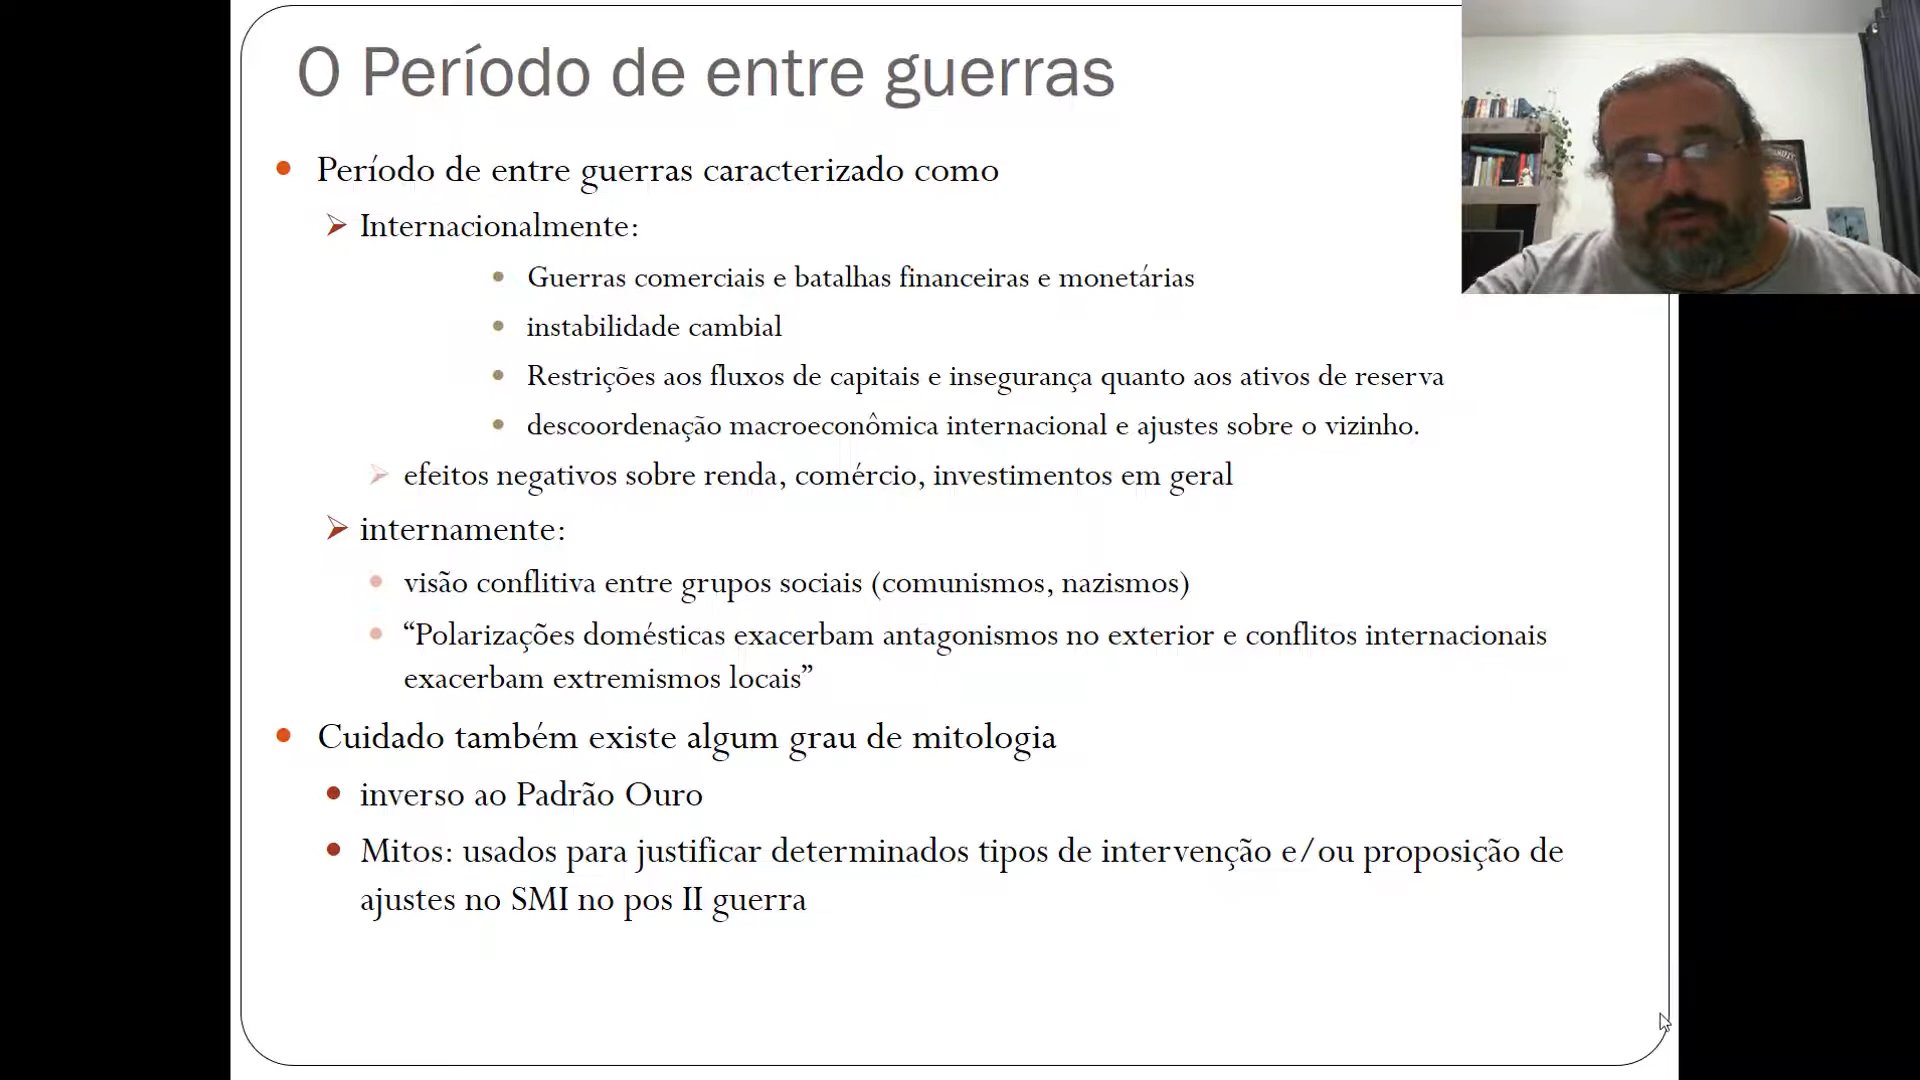 O Período de entre guerras
Período de entre guerras caracterizado como
Internacionalmente:
Guerras comerciais e batalhas financeiras e monetárias
instabilidade cambial
Restrições aos fluxos de capitais e insegurança quanto aos ativos de reserva
descoordenação macroeconômica internacional e ajustes sobre o vizinho.
efeitos negativos sobre renda, comércio, investimentos em geral
internamente:
visão conflitiva entre grupos sociais (comunismos, nazismos)
“Polarizações domésticas exacerbam antagonismos no exterior e conflitos internacionais
exacerbam extremismos locais”
Cuidado também existe algum grau de mitologia
inverso ao Padrão Ouro
Mitos: usados para justificar determinados tipos de intervenção e/ou proposição de
ajustes no SMI no pos II guerra